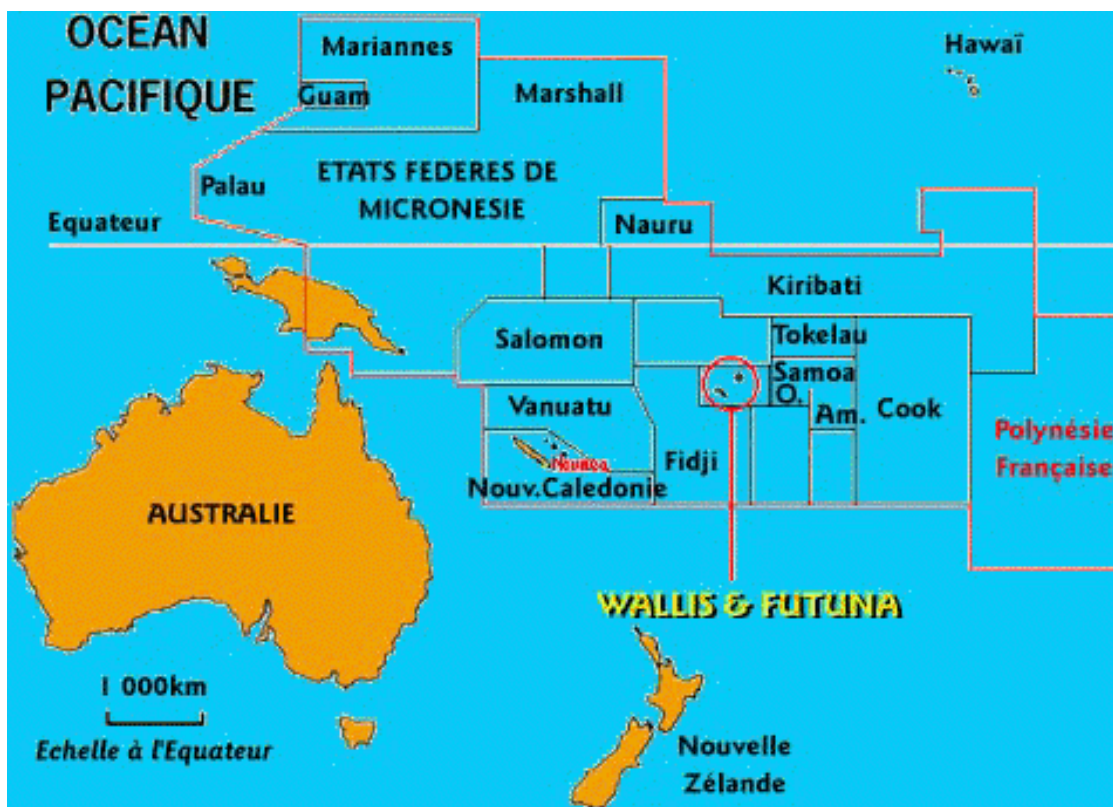 OCÉAN
PACIFIQUE
Mariannes
Guam
Marshall
Hawaï
Palau
ETATS FEDERES DE
MICRONESIE
Equateur
Nauru
Kiribati
Salomon
Tokelau
Samoa
O.
Am.
Vanuatu
Cook
Fidji
Polynésie
Française
Nouméa
Nouv.Caledonie
AUSTRALIE
WALLIS & FUTUNA
1 000km
Echelle à l'Equateur
Nouvelle
Zélande